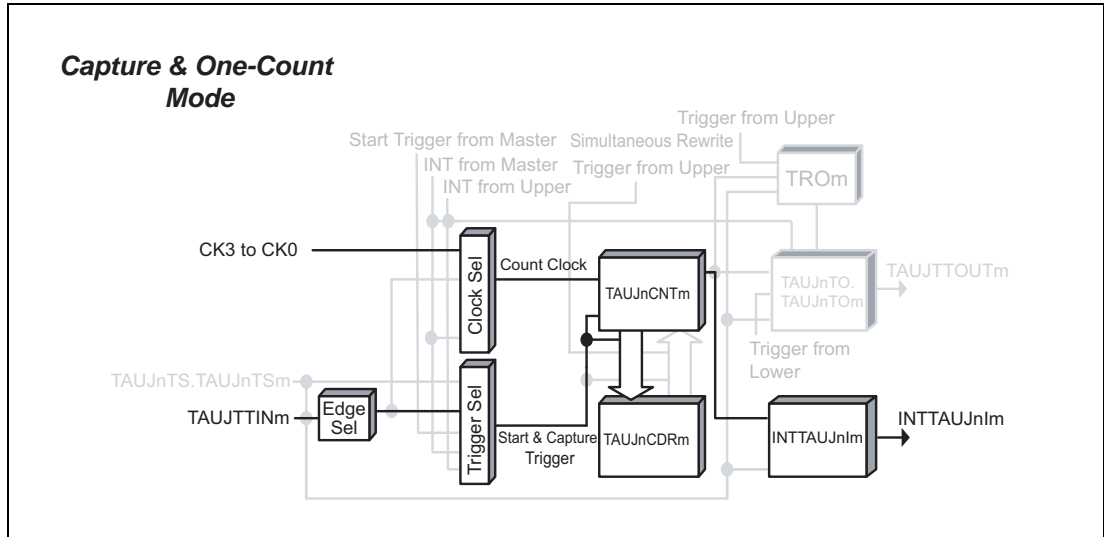 Capture & One-Count
Mode
Trigger from Upper
Start Trigger from Master
Simultaneous Rewrite
INT from Master
Trigger from Upper
INT from Upper
TROm
CK3 to CK0
Clock Sel
Count Clock
TAUJnCNTm
TAUJnTO.
TAUJnTOm
TAUJTTOUTm
Trigger from
Lower
TAUJnTS.TAUJnTSm
TAUJTTINm
Edge
Sel
Trigger Sel
Start & Capture
Trigger
TAUJnCDRm
INTTAUJnIm
INTTAUJnIm